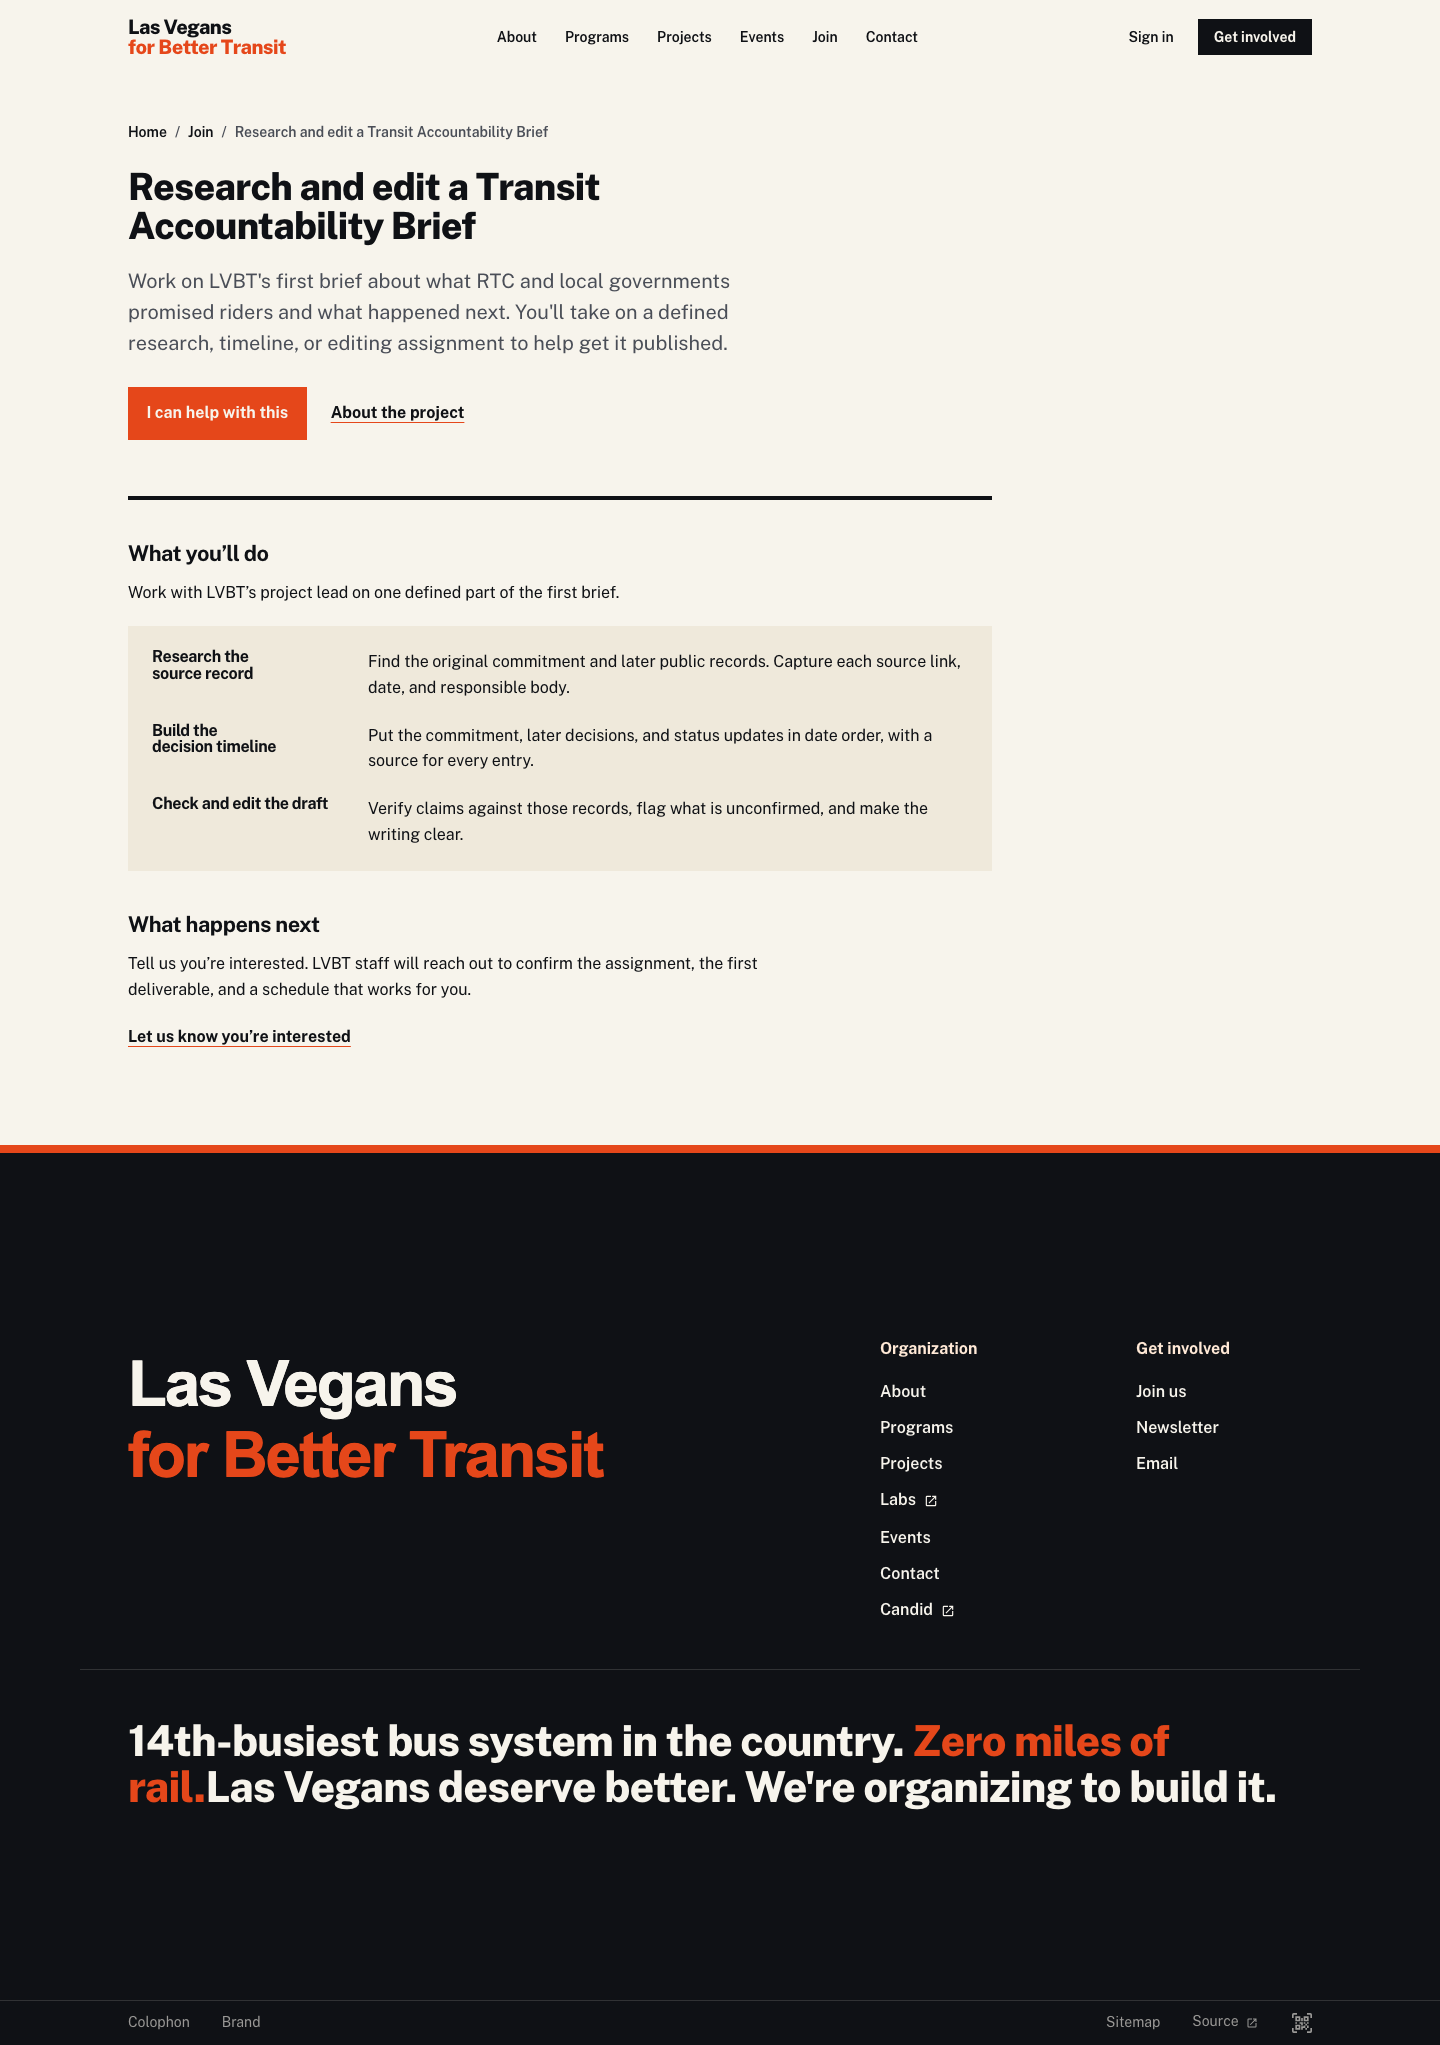 Las Vegans
for Better Transit
About Programs Projects Events Join Contact
Sign in Get involved
Home / Join / Research and edit a Transit Accountability Brief
Research and edit a Transit
Accountability Brief
Work on LVBT's first brief about what RTC and local governments
promised riders and what happened next. You'll take on a defined
research, timeline, or editing assignment to help get it published.
I can help with this About the project
What you’ll do
Work with LVBT’s project lead on one defined part of the first brief.
Research the
source record
Find the original commitment and later public records. Capture each source link,
date, and responsible body.
Build the
decision timeline
Put the commitment, later decisions, and status updates in date order, with a
source for every entry.
Check and edit the draft
Verify claims against those records, flag what is unconfirmed, and make the
writing clear.
What happens next
Tell us you’re interested. LVBT staff will reach out to confirm the assignment, the first
deliverable, and a schedule that works for you.
Let us know you’re interested
Las Vegans
for Better Transit
Organization
About
Programs
Projects
Labs
Events
Contact
Candid
Get involved
Join us
Newsletter
Email
14th-busiest bus system in the country. Zero miles of
rail.Las Vegans deserve better. We're organizing to build it.
Colophon Brand
Sitemap Source